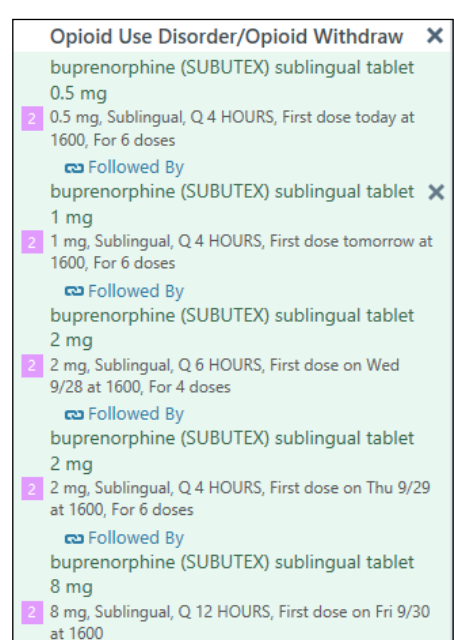 Opioid Use Disorder/Opioid Withdraw ×
buprenorphine (SUBUTEX) sublingual tablet
0.5 mg
2 0.5 mg, Sublingual, Q 4 HOURS, First dose today at
1600, For 6 doses
Followed By
buprenorphine (SUBUTEX) sublingual tablet ×
1 mg
2 1 mg, Sublingual, Q 4 HOURS, First dose tomorrow at
1600, For 6 doses
Followed By
buprenorphine (SUBUTEX) sublingual tablet
2 mg
2 2 mg, Sublingual, Q 6 HOURS, First dose on Wed
9/28 at 1600, For 4 doses
Followed By
buprenorphine (SUBUTEX) sublingual tablet
2 mg
2 2 mg, Sublingual, Q 4 HOURS, First dose on Thu 9/29
at 1600, For 6 doses
Followed By
buprenorphine (SUBUTEX) sublingual tablet
8 mg
2 8 mg, Sublingual, Q 12 HOURS, First dose on Fri 9/30
at 1600